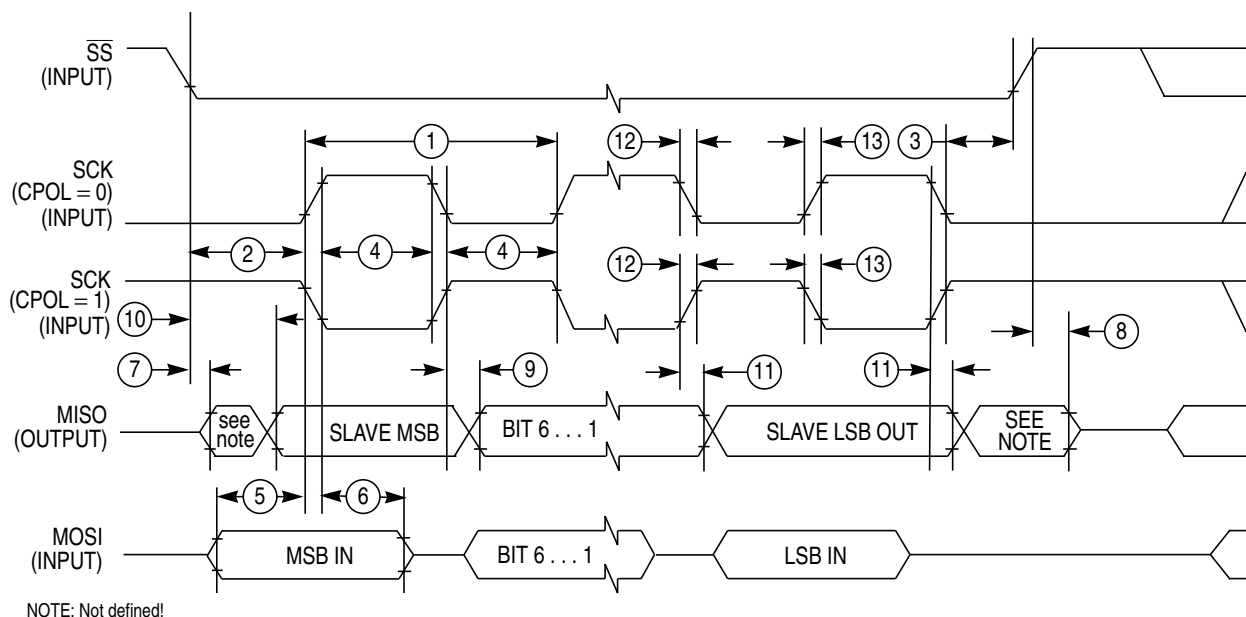 SS
(INPUT)
1
12
13
3
SCK
(CPOL = 0)
(INPUT)
2
4
4
SCK
(CPOL = 1)
(INPUT)
12
13
10
8
7
9
11
11
MISO
(OUTPUT)
see
note
SLAVE MSB
BIT 6 . . . 1
SLAVE LSB OUT
SEE
NOTE
5
6
MOSI
(INPUT)
MSB IN
BIT 6 . . . 1
LSB IN
NOTE: Not defined!